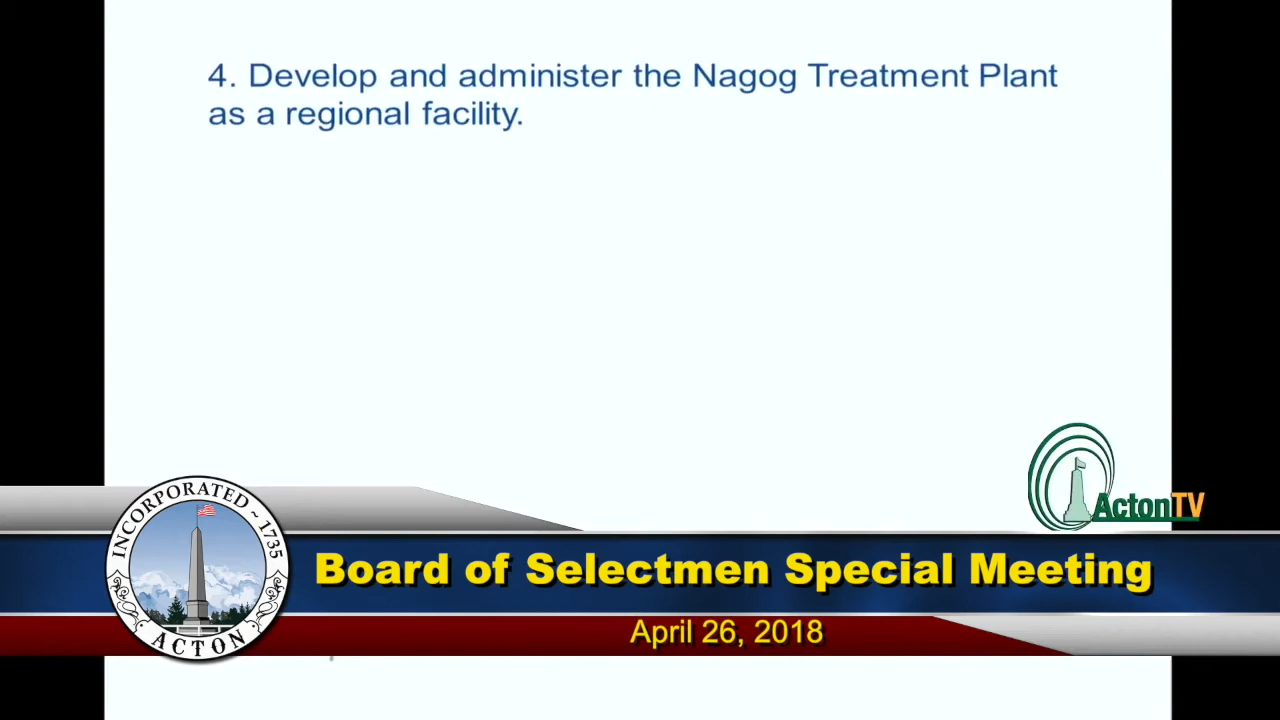 4. Develop and administer the Nagog Treatment Plant
as a regional facility.
ActonTV
INCORPORATED ~ 1735
ACTON
Board of Selectmen Special Meeting
April 26, 2018